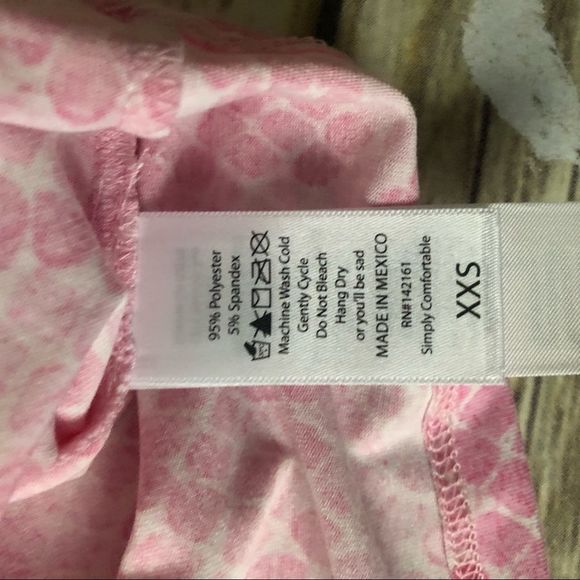 95% Polyester
5% Spandex
Machine Wash Cold
Gently Cycle
Do Not Bleach
Hang Dry
or you'll be sad
MADE IN MEXICO
RN#142161
Simply Comfortable
XXS